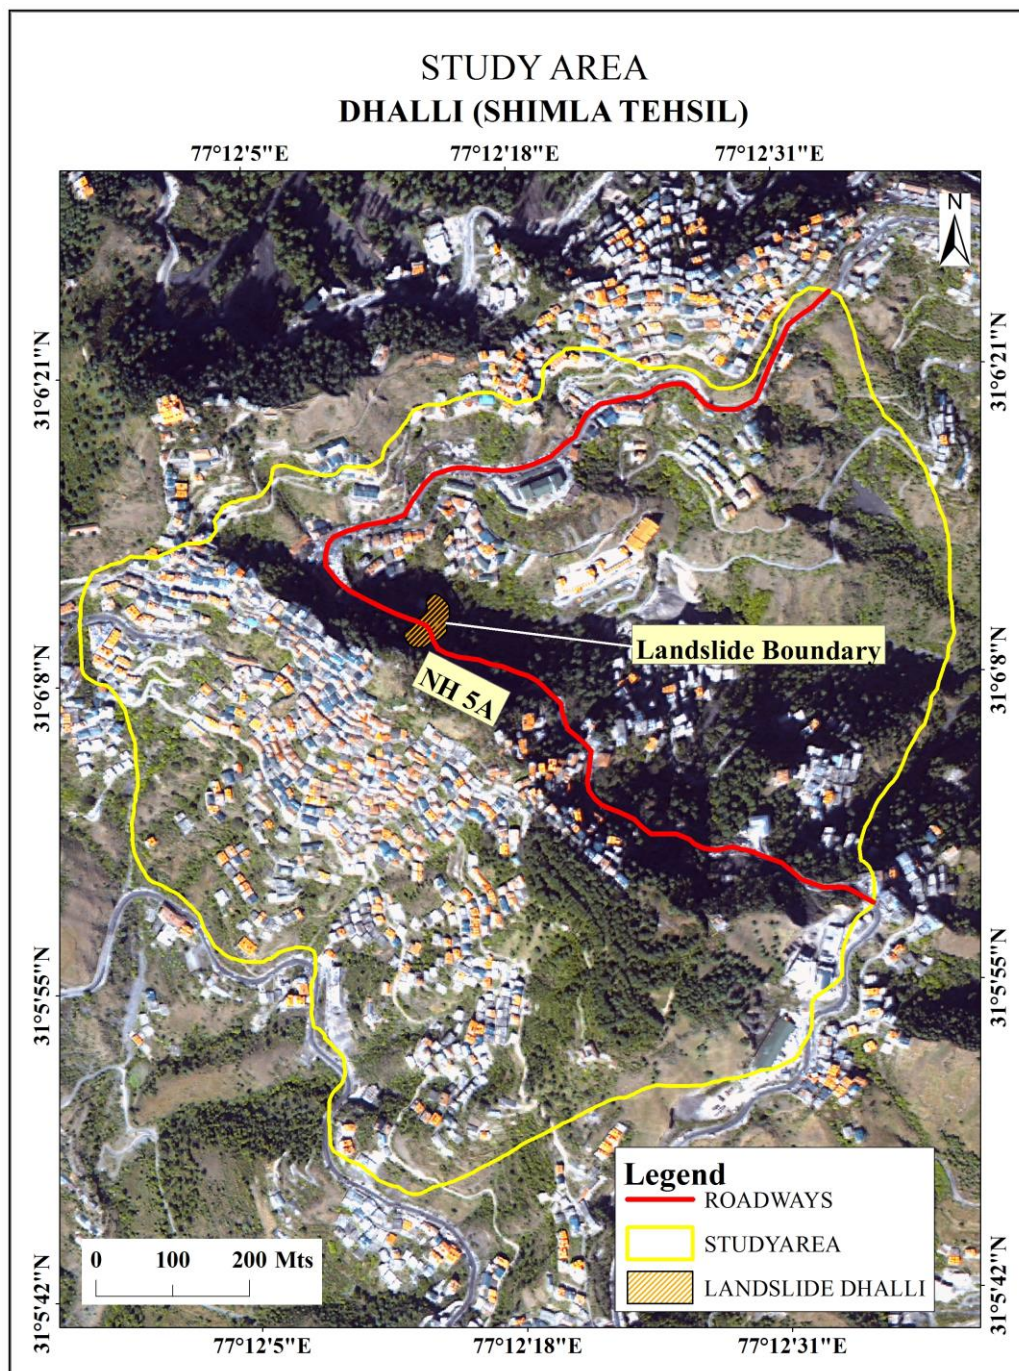 STUDY AREA
DHALLI (SHIMLA TEHSIL)
77°12'5"E 77°12'18"E 77°12'31"E
N
31°6'21"N
31°6'21"N
Landslide Boundary
NH 5A
31°6'8"N
31°6'8"N
31°5'55"N
31°5'55"N
Legend
ROADWAYS
STUDYAREA
LANDSLIDE DHALLI
0 100 200 Mts
31°5'42"N
31°5'42"N
77°12'5"E 77°12'18"E 77°12'31"E